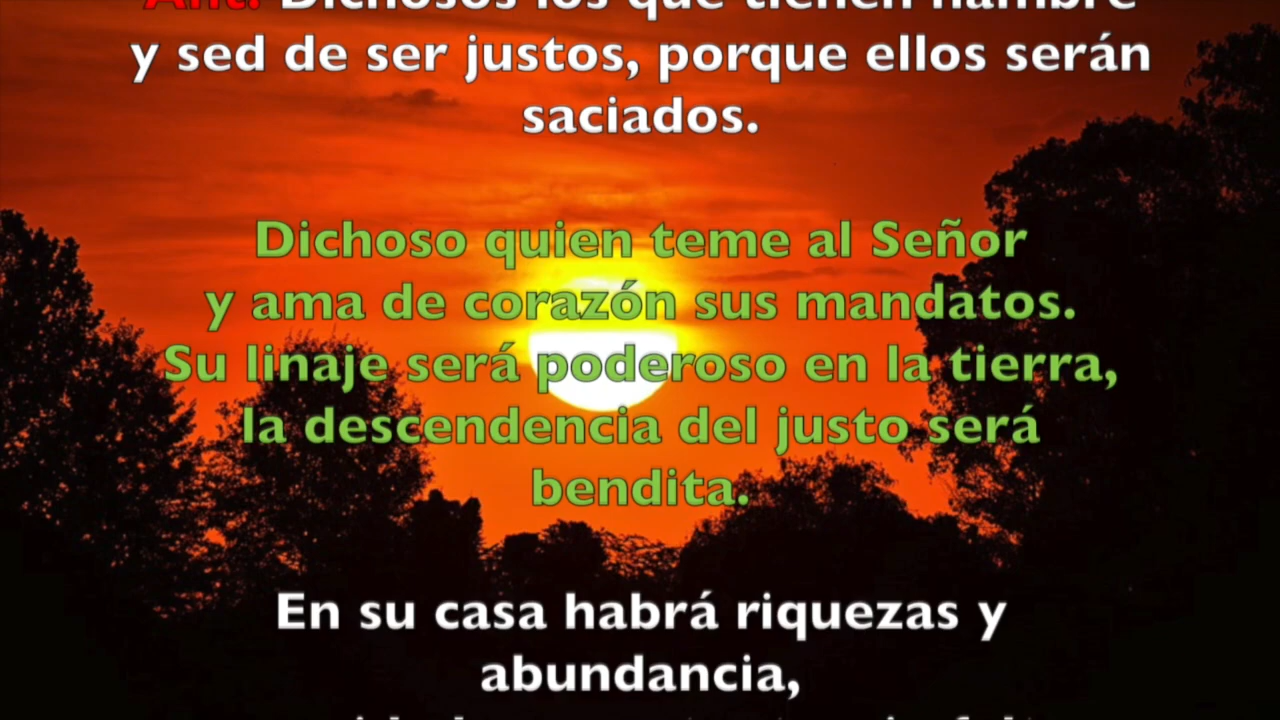 Ant. Dichosos los que tienen hambre
y sed de ser justos, porque ellos serán
saciados.
Dichoso quien teme al Señor
y ama de corazón sus mandatos.
Su linaje será poderoso en la tierra,
la descendencia del justo será
bendita.
En su casa habrá riquezas y
abundancia,